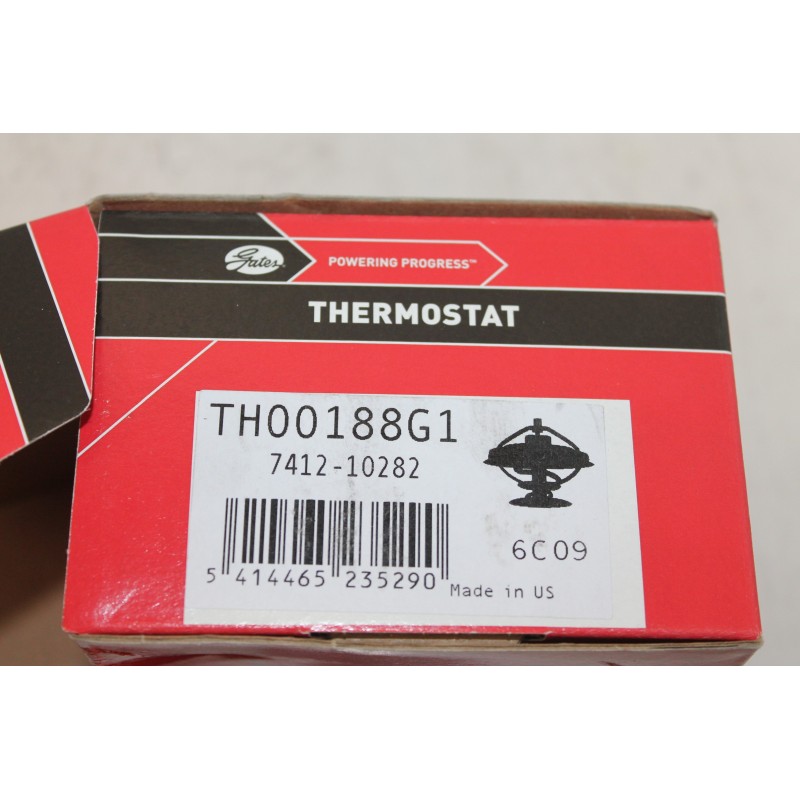 Gates
POWERING PROGRESS™
THERMOSTAT
TH00188G1
7412-10282
6C09
5 414465 235290
Made in US